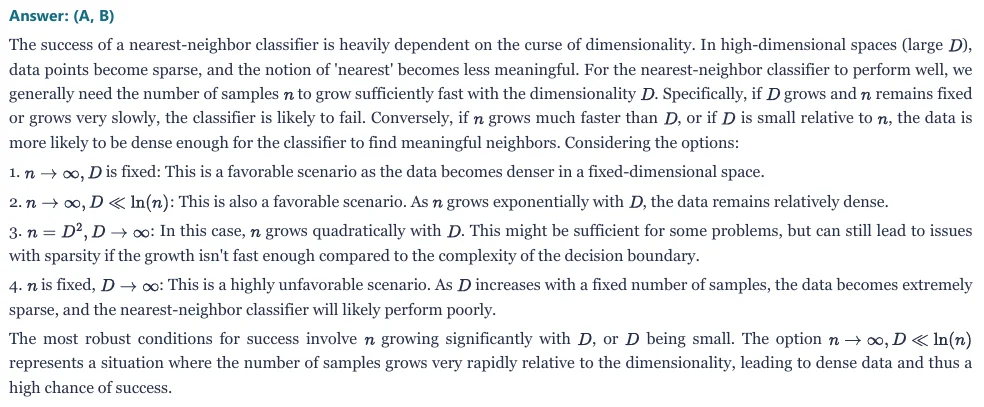 Answer: (A, B)
The success of a nearest-neighbor classifier is heavily dependent on the curse of dimensionality. In high-dimensional spaces (large D),
data points become sparse, and the notion of 'nearest' becomes less meaningful. For the nearest-neighbor classifier to perform well, we
generally need the number of samples n to grow sufficiently fast with the dimensionality D. Specifically, if D grows and n remains fixed
or grows very slowly, the classifier is likely to fail. Conversely, if n grows much faster than D, or if D is small relative to n, the data is
more likely to be dense enough for the classifier to find meaningful neighbors. Considering the options:
1. n → ∞, D is fixed: This is a favorable scenario as the data becomes denser in a fixed-dimensional space.
2. n → ∞, D ≪ ln(n): This is also a favorable scenario. As n grows exponentially with D, the data remains relatively dense.
3. n = D², D → ∞: In this case, n grows quadratically with D. This might be sufficient for some problems, but can still lead to issues
with sparsity if the growth isn't fast enough compared to the complexity of the decision boundary.
4. n is fixed, D → ∞: This is a highly unfavorable scenario. As D increases with a fixed number of samples, the data becomes extremely
sparse, and the nearest-neighbor classifier will likely perform poorly.
The most robust conditions for success involve n growing significantly with D, or D being small. The option n → ∞, D ≪ ln(n)
represents a situation where the number of samples grows very rapidly relative to the dimensionality, leading to dense data and thus a
high chance of success.